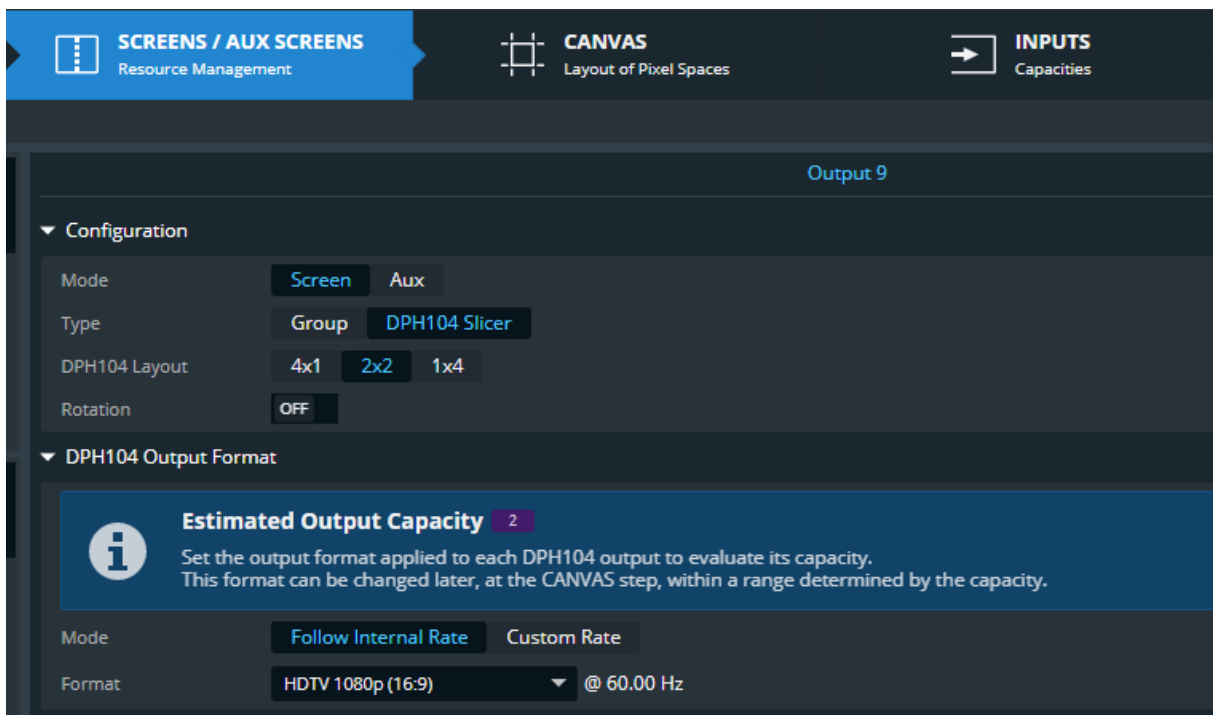 SCREENS / AUX SCREENS
Resource Management
CANVAS
Layout of Pixel Spaces
INPUTS
Capacities
Output 9
Configuration
Mode Screen Aux
Type Group DPH104 Slicer
DPH104 Layout 4x1 2x2 1x4
Rotation OFF
DPH104 Output Format
Estimated Output Capacity 2
Set the output format applied to each DPH104 output to evaluate its capacity.
This format can be changed later, at the CANVAS step, within a range determined by the capacity.
Mode Follow Internal Rate Custom Rate
Format HDTV 1080p (16:9) @ 60.00 Hz